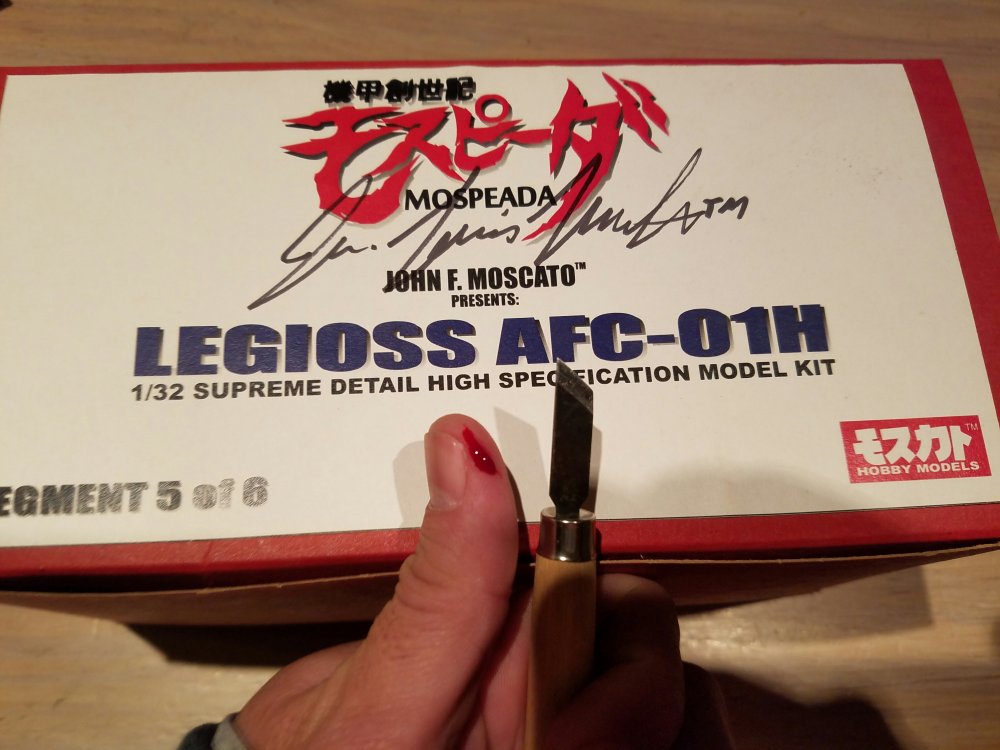 機甲創世記
モスピーダ
MOSPEADA
JOHN F. MOSCATO™
PRESENTS:
LEGIOSS AFC-01H
1/32 SUPREME DETAIL HIGH SPECIFICATION MODEL KIT
モスカト™
HOBBY MODELS
EGMENT 5 of 6